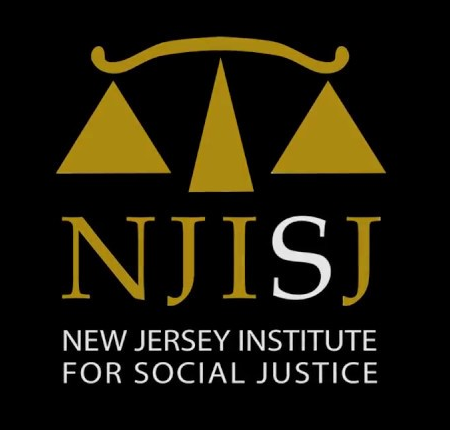 NJISJ
NEW JERSEY INSTITUTE
FOR SOCIAL JUSTICE